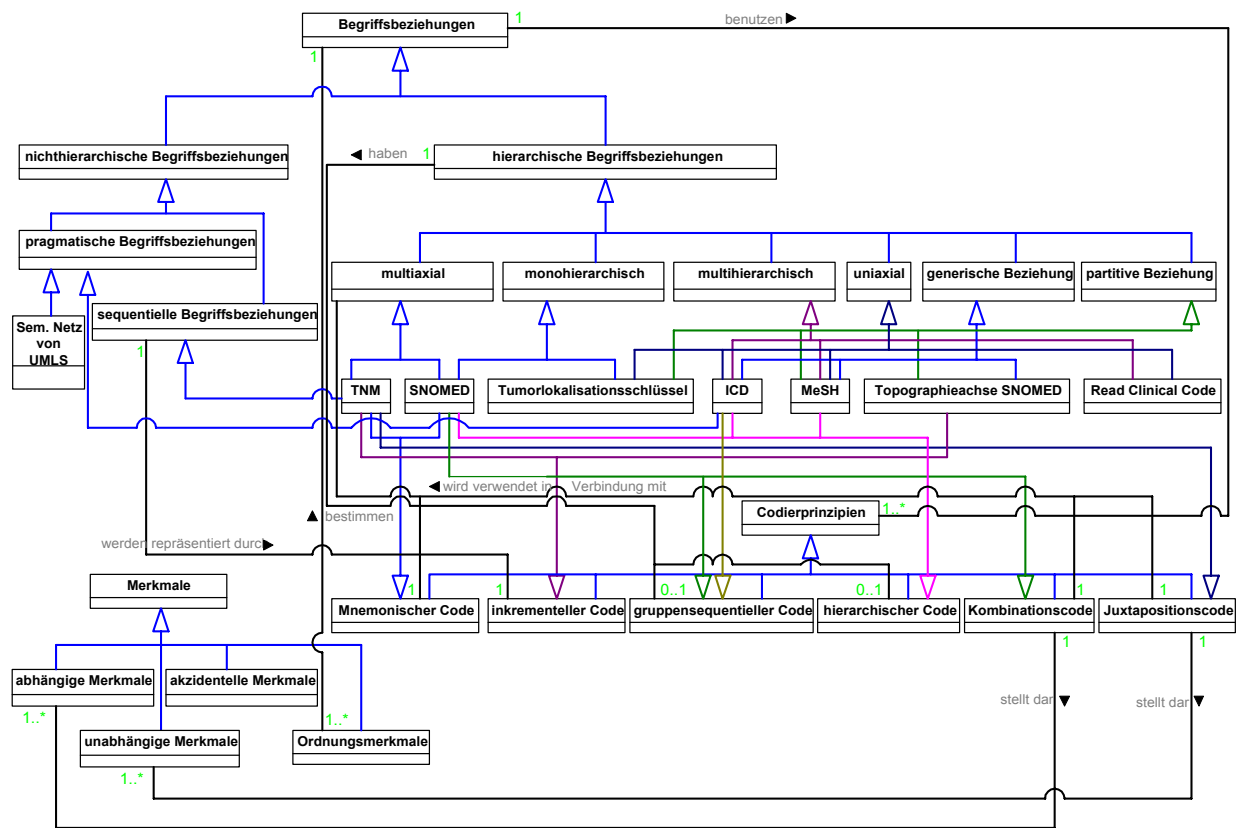 Begriffsbeziehungen
1
benutzen
1
nichthierarchische Begriffsbeziehungen
haben
1
hierarchische Begriffsbeziehungen
pragmatische Begriffsbeziehungen
multiaxial
monohierarchisch
multihierarchisch
uniaxial
generische Beziehung
partitive Beziehung
Sem. Netz
von
UMLS
sequentielle Begriffsbeziehungen
1
TNM
SNOMED
Tumorlokalisationsschlüssel
ICD
MeSH
Topographieachse SNOMED
Read Clinical Code
wird verwendet in
Verbindung mit
bestimmen
Codierprinzipien
1..*
werden repräsentiert durch
Merkmale
1
1
0..1
0..1
1
1
Mnemonischer Code
inkrementeller Code
gruppensequentieller Code
hierarchischer Code
Kombinationscode
Juxtapositionscode
1
1
abhängige Merkmale
akzidentelle Merkmale
stellt dar
stellt dar
1..*
1..*
unabhängige Merkmale
Ordnungsmerkmale
1..*